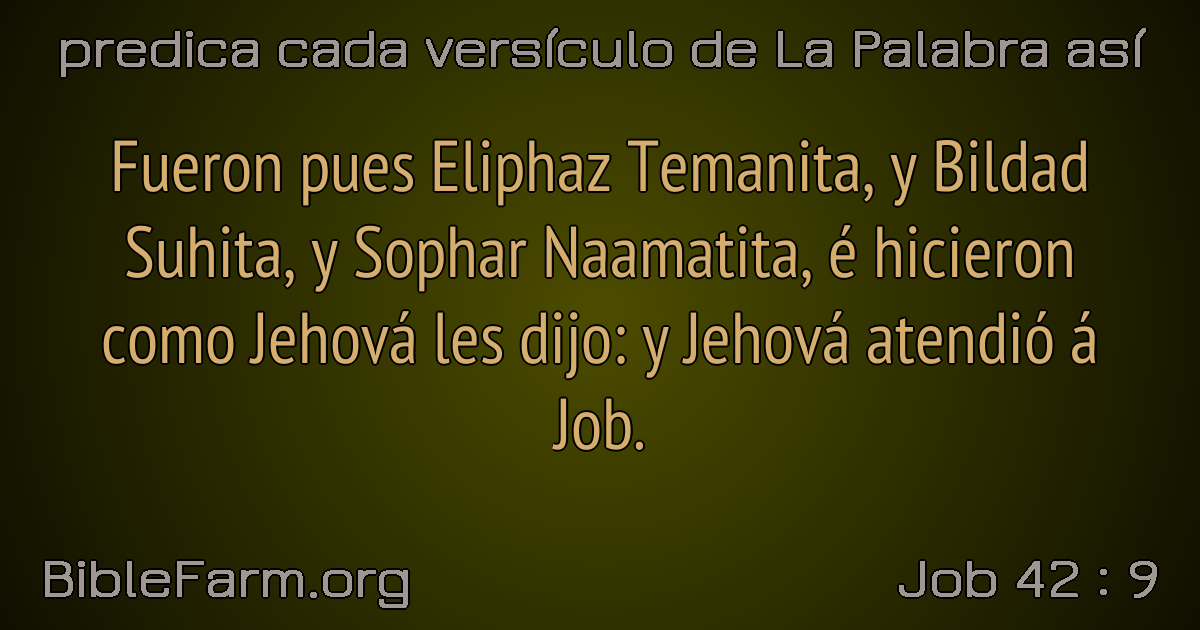 predica cada versículo de La Palabra así
Fueron pues Eliphaz Temanita, y Bildad
Suhita, y Sophar Naamatita, é hicieron
como Jehová les dijo: y Jehová atendió á
Job.
BibleFarm.org
Job 42 : 9